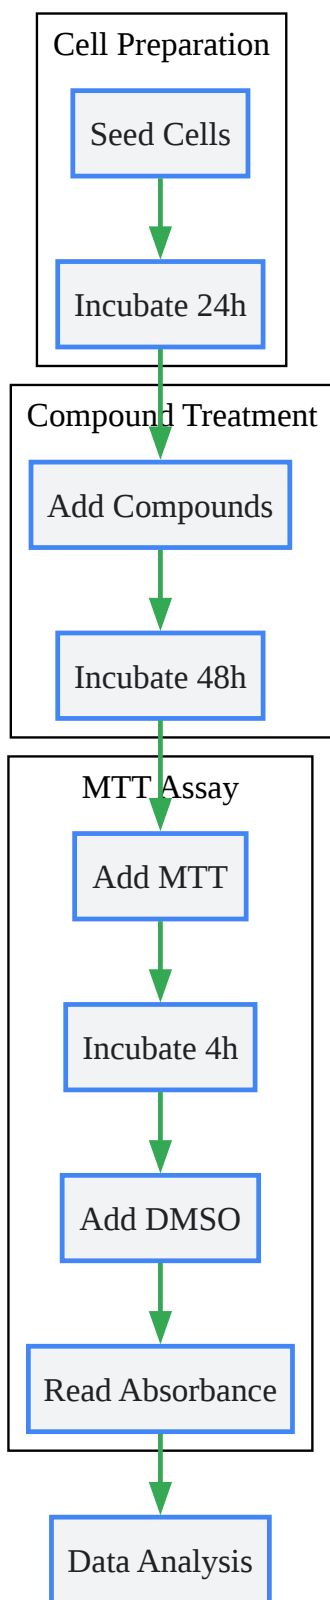 Cell Preparation
Seed Cells
Incubate 24h
Compound Treatment
Add Compounds
Incubate 48h
MTT Assay
Add MTT
Incubate 4h
Add DMSO
Read Absorbance
Data Analysis